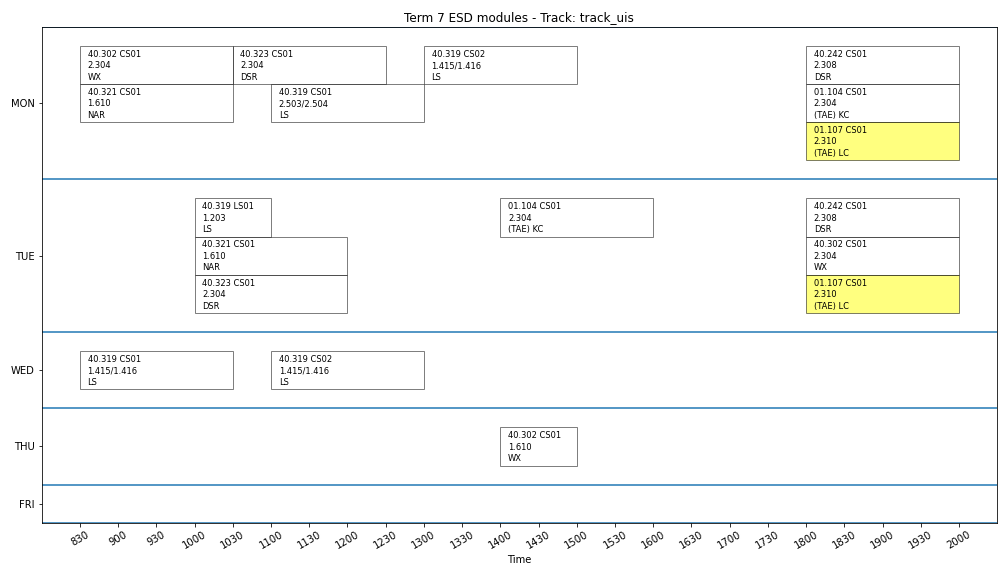 Term 7 ESD modules - Track: track_uis
MON
40.302 CS01
2.304
WX
40.323 CS01
2.304
DSR
40.319 CS02
1.415/1.416
LS
40.242 CS01
2.308
DSR
40.321 CS01
1.610
NAR
40.319 CS01
2.503/2.504
LS
01.104 CS01
2.304
(TAE) KC
01.107 CS01
2.310
(TAE) LC
TUE
40.319 LS01
1.203
LS
01.104 CS01
2.304
(TAE) KC
40.242 CS01
2.308
DSR
40.321 CS01
1.610
NAR
40.302 CS01
2.304
WX
40.323 CS01
2.304
DSR
01.107 CS01
2.310
(TAE) LC
WED
40.319 CS01
1.415/1.416
LS
40.319 CS02
1.415/1.416
LS
THU
40.302 CS01
1.610
WX
FRI
830 900 930 1000 1030 1100 1130 1200 1230 1300 1330 1400 1430 1500 1530 1600 1630 1700 1730 1800 1830 1900 1930 2000
Time